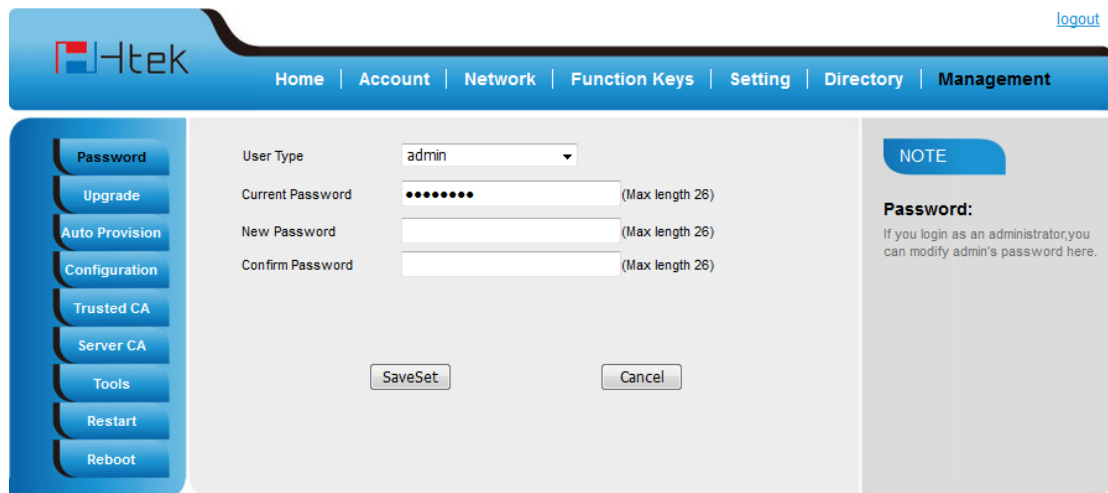 logout
Htek
Home | Account | Network | Function Keys | Setting | Directory | Management
Password
Upgrade
Auto Provision
Configuration
Trusted CA
Server CA
Tools
Restart
Reboot
User Type admin
Current Password •••••••• (Max length 26)
New Password (Max length 26)
Confirm Password (Max length 26)
SaveSet Cancel
NOTE
Password:
If you login as an administrator,you
can modify admin's password here.